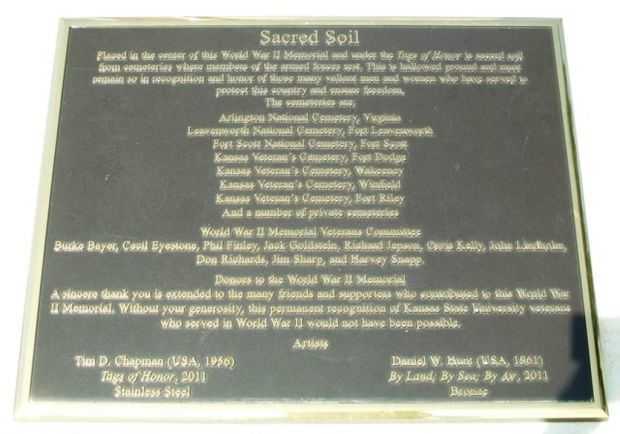 Sacred Soil
Placed in the center of this World War II Memorial and under the Tags of Honor is sacred soil
from cemeteries where members of the armed forces rest. This is hallowed ground and must
remain so in recognition and honor of those many valiant men and women who have served to
protect this country and ensure freedom.
The cemeteries are,
Arlington National Cemetery, Virginia
Leavenworth National Cemetery, Fort Leavenworth
Fort Scott National Cemetery, Fort Scott
Kansas Veteran's Cemetery, Fort Dodge
Kansas Veteran's Cemetery, Wakeeney
Kansas Veteran's Cemetery, Winfield
Kansas Veteran's Cemetery, Fort Riley
And a number of private cemeteries
World War II Memorial Veterans Committee
Burke Bayer, Cecil Eyestone, Phil Finley, Jack Goldstein, Richard Jepson, Chris Kelly, John
Don Richards, Jim Sharp, and Harvey Snapp.
Donors to the World War II Memorial
A sincere thank you is extended to the many friends and supporters who contributed to this World War
II Memorial. Without your generosity, this permanent recognition of Kansas State University veterans
who served in World War II would not have been possible.
Artists
Tim D. Chapman (USA, 1956)
Daniel W. Hunt (USA, 1961)
Tags of Honor, 2011
By Land, By Sea, By Air, 2011
Stainless Steel
Bronze